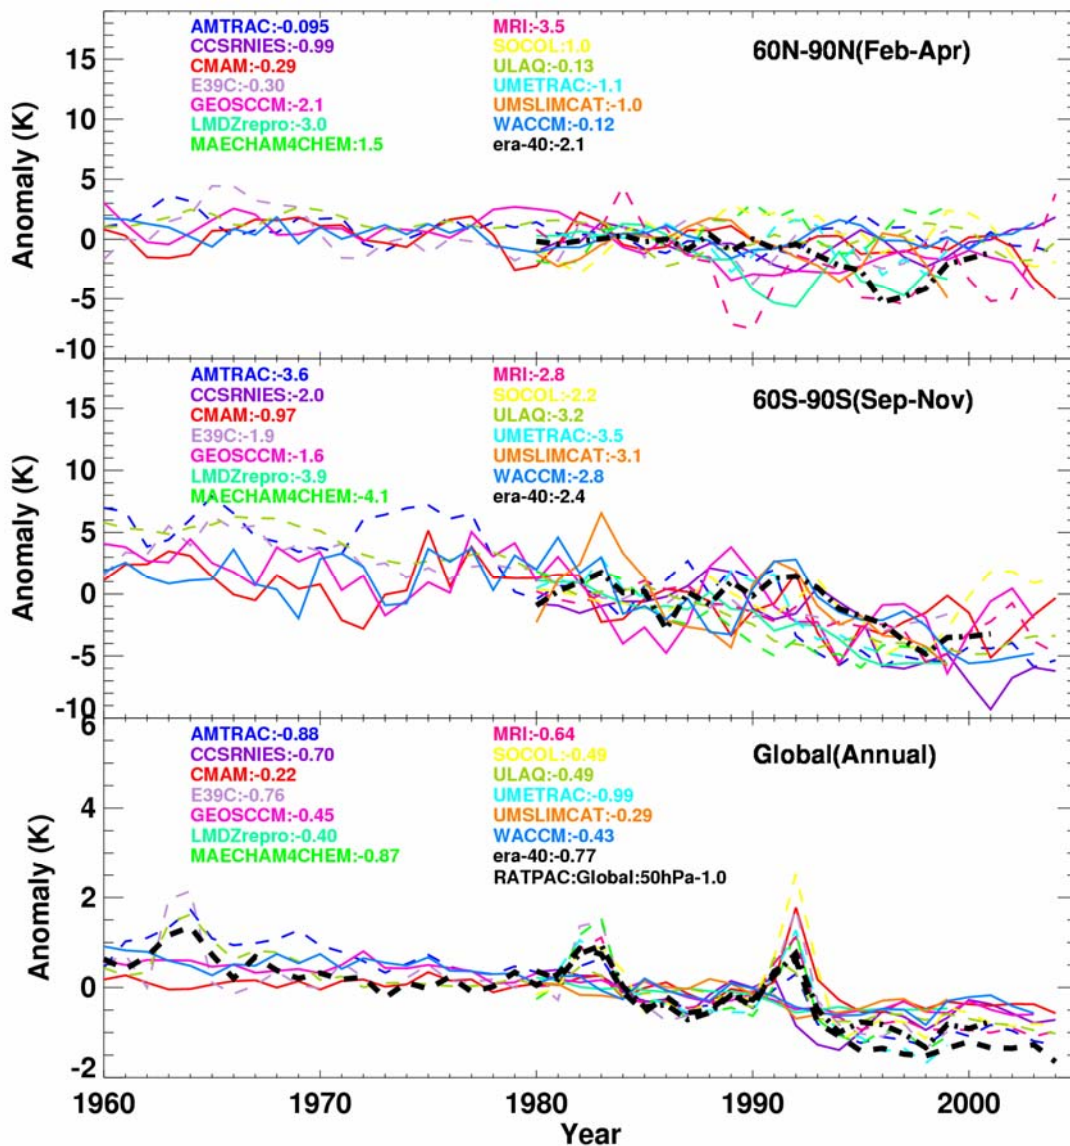 AMTRAC:-0.095 MRI:-3.5
CCSRNIES:-0.99 SOCOL:1.0 60N-90N(Feb-Apr)
CMAM:-0.29 ULAQ:-0.13
E39C:-0.30 UMETRAC:-1.1
GEOSCCM:-2.1 UMSLIMCAT:-1.0
LMDZrepro:-3.0 WACCM:-0.12
MAECHAM4CHEM:1.5 era-40:-2.1
15
10
5
0
-5
-10
Anomaly (K)
AMTRAC:-3.6 MRI:-2.8
CCSRNIES:-2.0 SOCOL:-2.2 60S-90S(Sep-Nov)
CMAM:-0.97 ULAQ:-3.2
E39C:-1.9 UMETRAC:-3.5
GEOSCCM:-1.6 UMSLIMCAT:-3.1
LMDZrepro:-3.9 WACCM:-2.8
MAECHAM4CHEM:-4.1 era-40:-2.4
15
10
5
0
-5
-10
Anomaly (K)
AMTRAC:-0.88 MRI:-0.64
CCSRNIES:-0.70 SOCOL:-0.49 Global(Annual)
CMAM:-0.22 ULAQ:-0.49
E39C:-0.76 UMETRAC:-0.99
GEOSCCM:-0.45 UMSLIMCAT:-0.29
LMDZrepro:-0.40 WACCM:-0.43
MAECHAM4CHEM:-0.87 era-40:-0.77
RATPAC:Global:50hPa-1.0
6
4
2
0
-2
Anomaly (K)
1960 1970 1980 1990 2000
Year